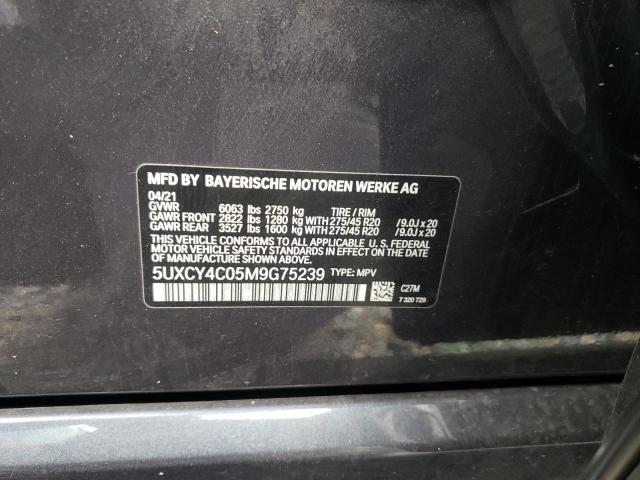 MFD BY BAYERISCHE MOTOREN WERKE AG
04/21
GVWR 6063 lbs 2750 kg TIRE / RIM
GAWR FRONT 2822 lbs 1280 kg WITH 275/45 R20 /9.0J x 20
GAWR REAR 3527 lbs 1600 kg WITH 275/45 R20 /9.0J x 20
THIS VEHICLE CONFORMS TO ALL APPLICABLE U.S. FEDERAL
MOTOR VEHICLE SAFETY STANDARDS IN EFFECT ON THE DATE
OF MANUFACTURE SHOWN ABOVE.
5UXCY4C05M9G75239 TYPE: MPV
C27M
7 320 729